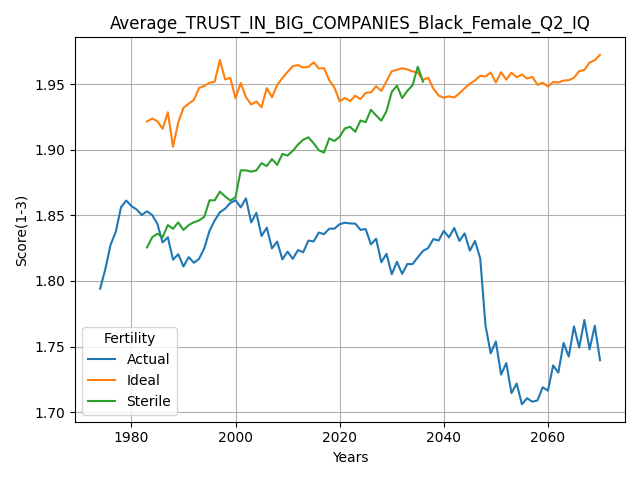 Average_TRUST_IN_BIG_COMPANIES_Black_Female_Q2_IQ
Score(1-3)
1.95
1.90
1.85
1.80
1.75
1.70
Fertility
Actual
Ideal
Sterile
1980
2000
2020
2040
2060
Years